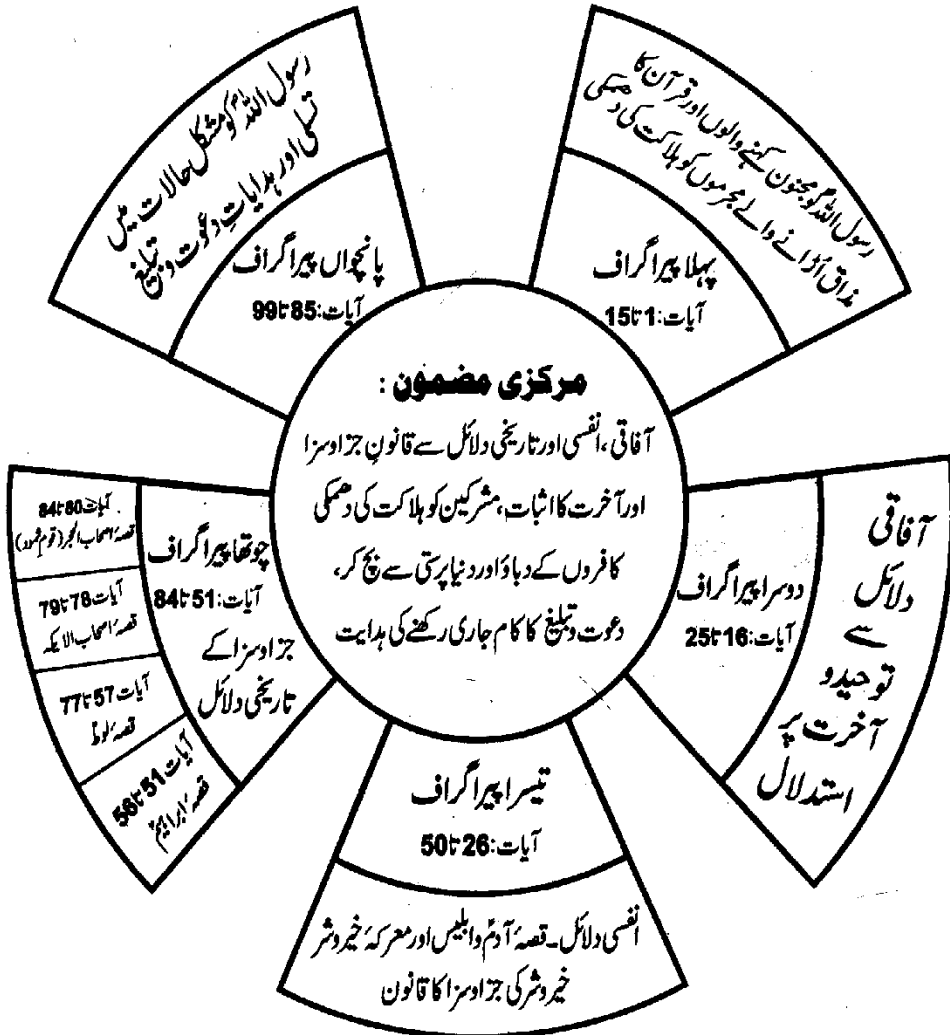 مرکزی مضمون :
آفاقی، انفسی اور تاریخی دلائل سے قانونِ جزا و سزا
اور آخرت کا اثبات، مشرکین کو ہلاکت کی دھمکی
کافروں کے دباؤ اور دنیا پرستی سے بچ کر،
دعوت و تبلیغ کا کام جاری رکھنے کی ہدایت
رسول اللہؐ کو مجنون کہنے والوں اور قرآن کا
مذاق اُڑانے والے مجرموں کو ہلاکت کی دھمکی
پہلا پیراگراف
آیات:1 تا 15
آفاقی
دلائل
سے
توحید و
آخرت پر
استدلال
دوسرا پیراگراف
آیات:16 تا 25
تیسرا پیراگراف
آیات:26 تا 50
انفسی دلائل۔ قصۂ آدمؑ و ابلیس اور معرکۂ خیر و شر
خیر و شر کی جزا و سزا کا قانون
چوتھا پیراگراف
آیات:51 تا 84
جزا و سزا کے
تاریخی دلائل
آیات 80 تا 84
قصۂ اصحاب الحجر (قوم ثمود)
آیات 78 تا 79
قصۂ اصحاب الایکہ
آیات 57 تا 77
قصۂ لوطؑ
آیات 51 تا 56
قصۂ ابراہیمؑ
رسول اللہؐ کو مشکل حالات میں
تسلی اور ہدایاتِ دعوت و تبلیغ
پانچواں پیراگراف
آیات:85 تا 99